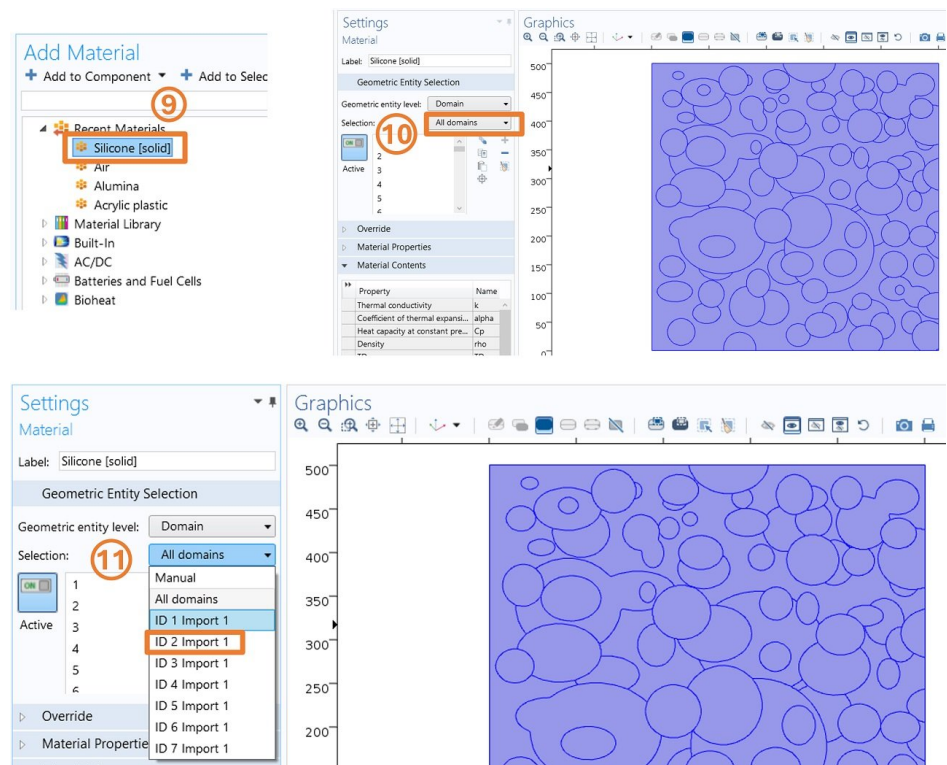 Add Material
+ Add to Component + Add to Selec
⑨
Recent Materials
Silicone [solid]
Air
Alumina
Acrylic plastic
Material Library
Built-In
AC/DC
Batteries and Fuel Cells
Bioheat
Settings
Material
Label: Silicone [solid]
Geometric Entity Selection
Geometric entity level: Domain
Selection: All domains
⑩
ON
2
Active 3
4
5
6
Override
Material Properties
Material Contents
Property Name
Thermal conductivity k
Coefficient of thermal expansi... alpha
Heat capacity at constant pre... Cp
Density rho
Graphics
500
450
400
350
300
250
200
150
100
50
0
Settings
Material
Label: Silicone [solid]
Geometric Entity Selection
Geometric entity level: Domain
Selection: ⑪ All domains
ON
1
2
Active 3
4
5
6
Manual
All domains
ID 1 Import 1
ID 2 Import 1
ID 3 Import 1
ID 4 Import 1
ID 5 Import 1
ID 6 Import 1
ID 7 Import 1
Override
Material Propertie
Graphics
500
450
400
350
300
250
200